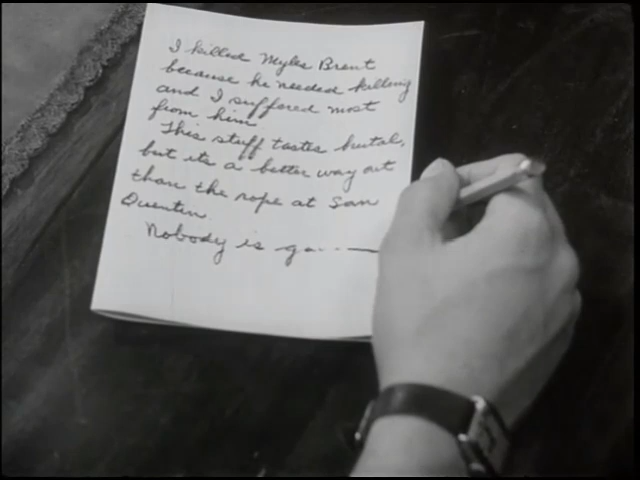 I killed Myles Brent
because he needed killing
and I suffered most
from him
This stuff tastes brutal,
but its a better way out
than the rope at San
Quentin.
Nobody is go